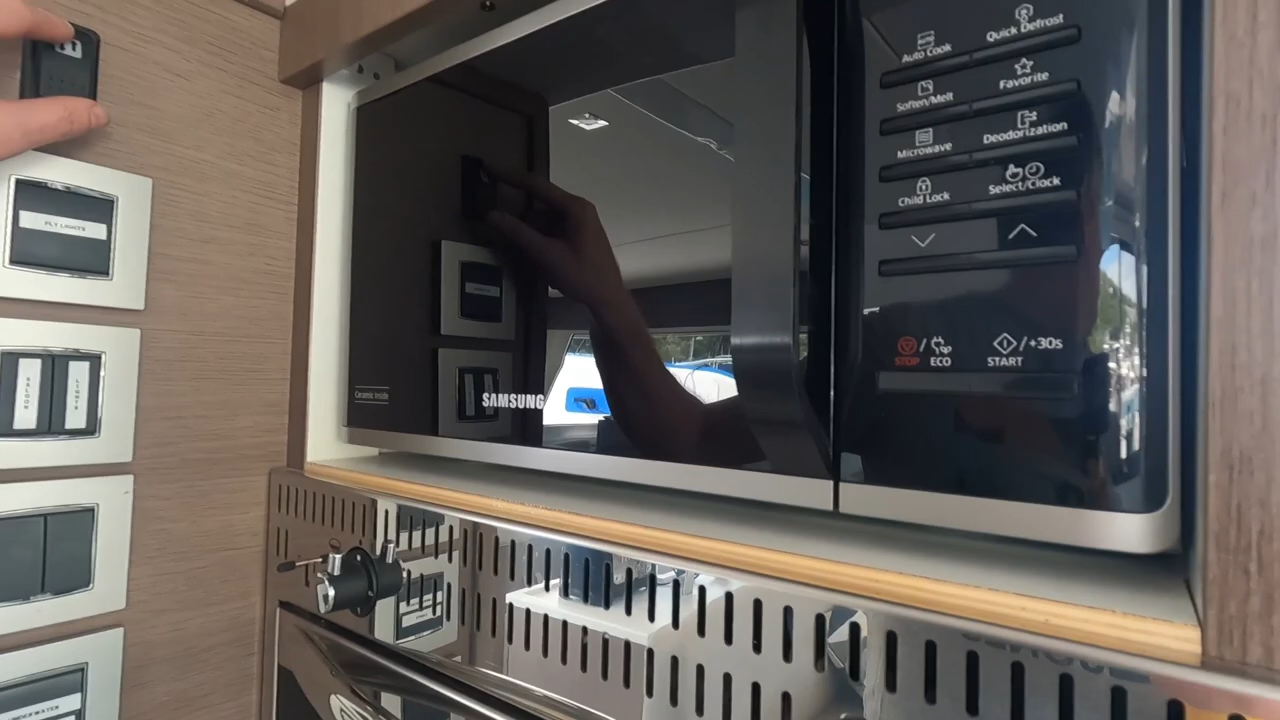 FLY LIGHTS
SALOON
LIGHTS
UNDERWATER
Ceramic Inside
SAMSUNG
Auto Cook
Quick Defrost
Soften/Melt
Favorite
Microwave
Deodorization
Child Lock
Select/Clock
STOP / ECO
START / +30s